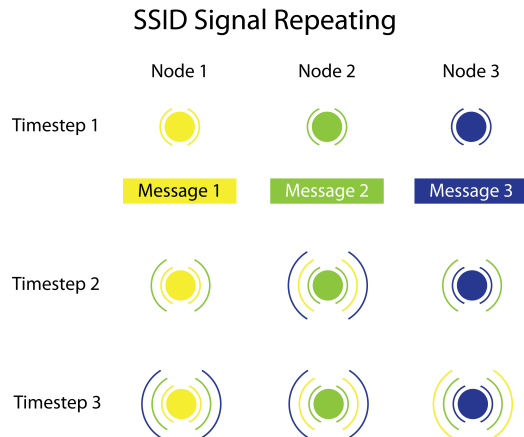 SSID Signal Repeating
Node 1 Node 2 Node 3
Timestep 1
Message 1 Message 2 Message 3
Timestep 2
Timestep 3